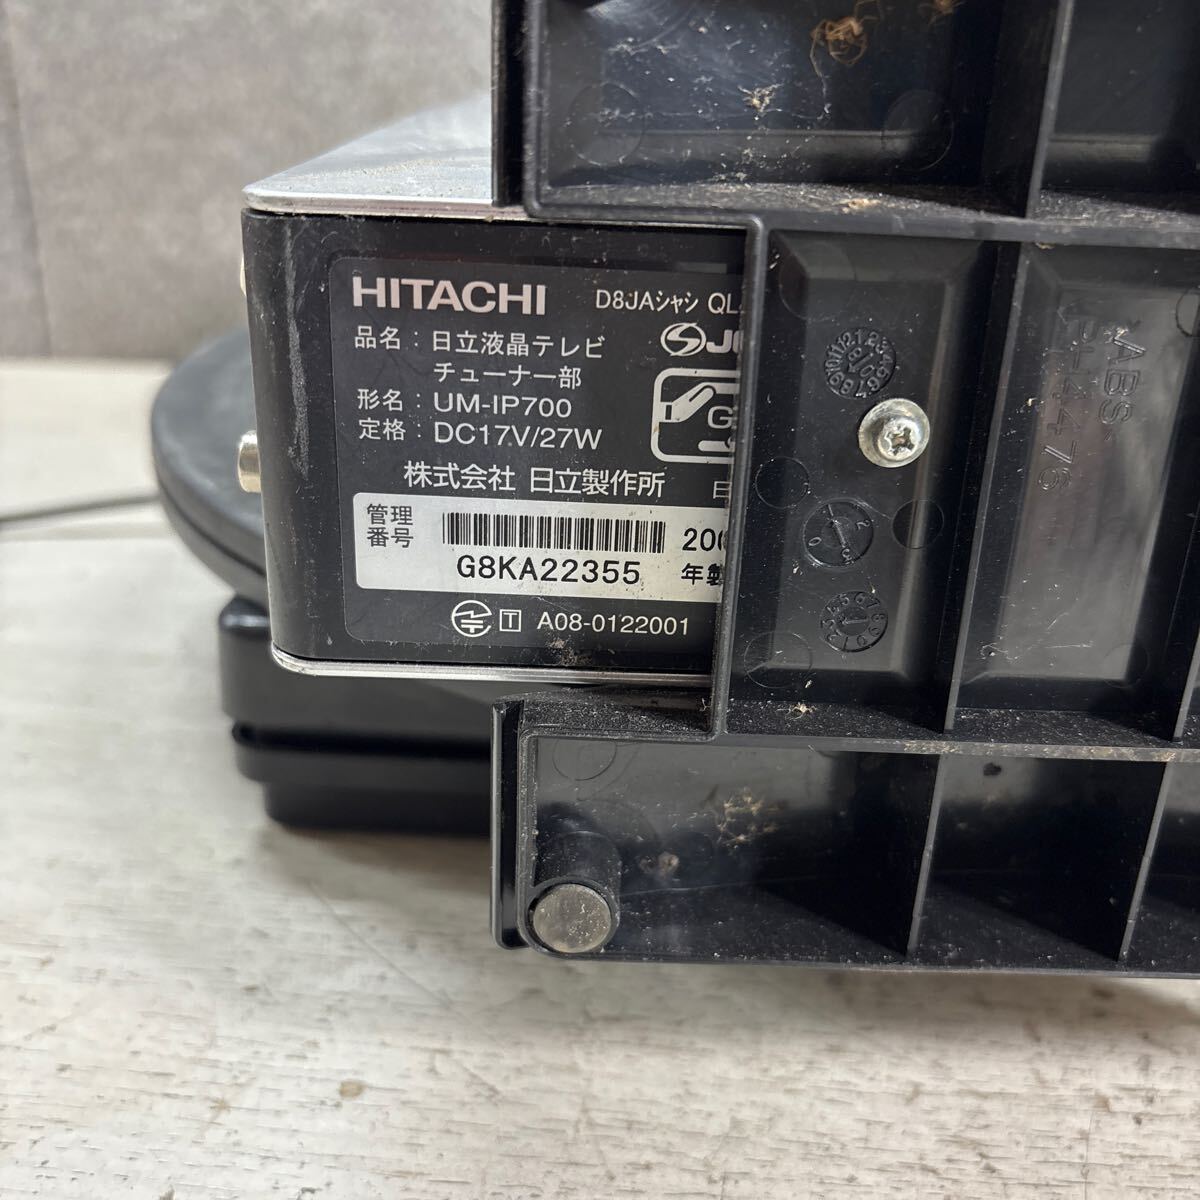 HITACHI
D8JAシャシ QL
品名：日立液晶テレビ
チューナー部
形名：UM-IP700
定格：DC17V/27W
株式会社 日立製作所
管理
番号
G8KA22355
200
年製
T A08-0122001
>ABS<